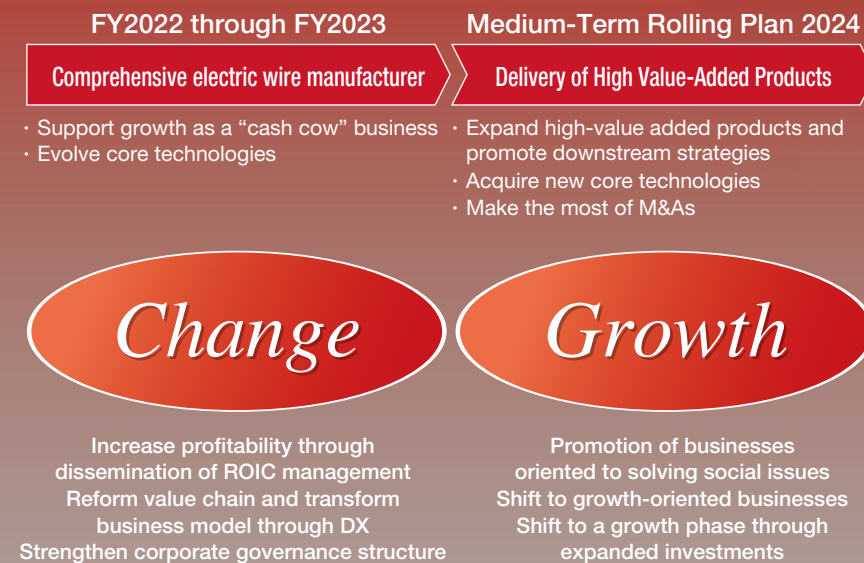 FY2022 through FY2023
Comprehensive electric wire manufacturer
· Support growth as a “cash cow” business
· Evolve core technologies
Change
Increase profitability through
dissemination of ROIC management
Reform value chain and transform
business model through DX
Strengthen corporate governance structure
Medium-Term Rolling Plan 2024
Delivery of High Value-Added Products
· Expand high-value added products and
promote downstream strategies
· Acquire new core technologies
· Make the most of M&As
Growth
Promotion of businesses
oriented to solving social issues
Shift to growth-oriented businesses
Shift to a growth phase through
expanded investments